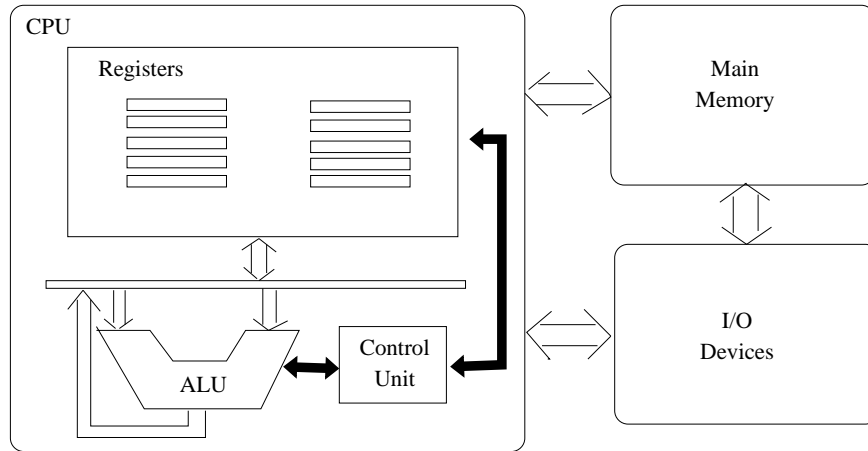 CPU
Registers
Main
Memory
I/O
Devices
Control
Unit
ALU